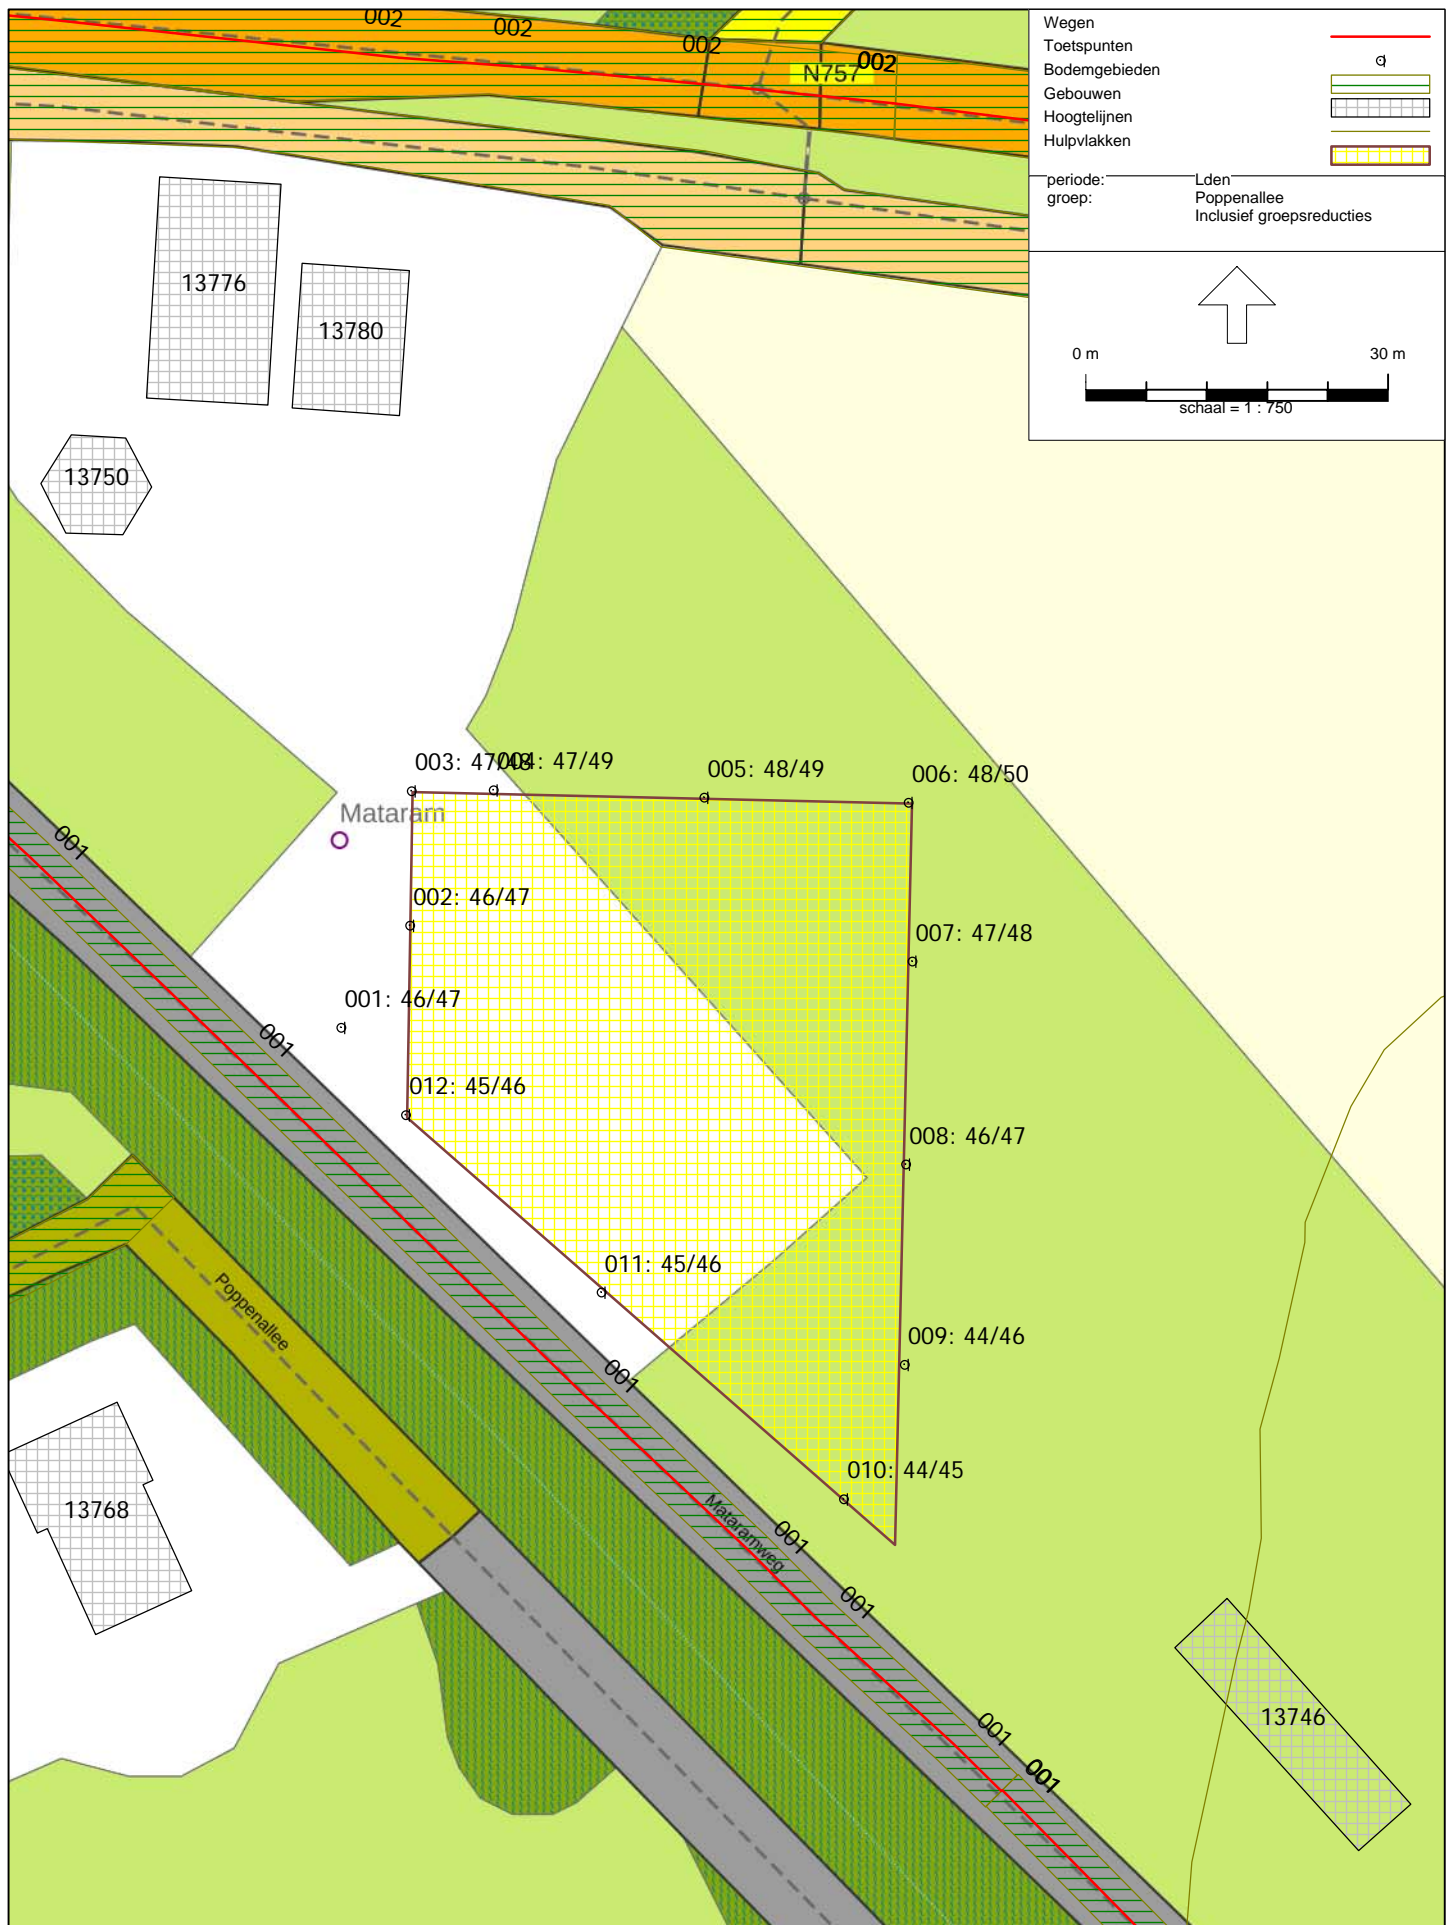 002
002
002
002
N757
Wegen
Toetspunten
Bodemgebieden
Gebouwen
Hoogtelijnen
Hulpvlakken
periode: Lden
groep: Poppenallee
Inclusief groepsreducties
0 m 30 m
schaal = 1 : 750
13776
13780
13750
003: 47/48
004: 47/49
005: 48/49
006: 48/50
Mataram
001
002: 46/47
007: 47/48
001: 46/47
001
012: 45/46
008: 46/47
011: 45/46
Poppenallee
009: 44/46
001
010: 44/45
13768
Mataramweg
001
001
13746
001
001